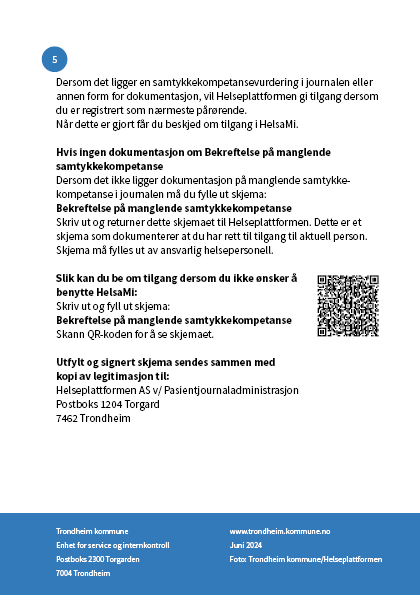 5
Dersom det ligger en samtykkekompetansevurdering i journalen eller
annen form for dokumentasjon, vil Helseplattformen gi tilgang dersom
du er registrert som nærmeste pårørende.
Når dette er gjort får du beskjed om tilgang i HelsaMi.
Hvis ingen dokumentasjon om Bekreftelse på manglende
samtykkekompetanse
Dersom det ikke ligger dokumentasjon på manglende samtykke-
kompetanse i journalen må du fylle ut skjema:
Bekreftelse på manglende samtykkekompetanse
Skriv ut og returner dette skjemaet til Helseplattformen. Dette er et
skjema som dokumenterer at du har rett til tilgang til aktuell person.
Skjema må fylles ut av ansvarlig helsepersonell.
Slik kan du be om tilgang dersom du ikke ønsker å
benytte HelsaMi:
Skriv ut og fyll ut skjema:
Bekreftelse på manglende samtykkekompetanse
Skann QR-koden for å se skjemaet.
Utfylt og signert skjema sendes sammen med
kopi av legitimasjon til:
Helseplattformen AS v/ Pasientjournaladministrasjon
Postboks 1204 Torgard
7462 Trondheim
Trondheim kommune
Enhet for service og internkontroll
Postboks 2300 Torgarden
7004 Trondheim
www.trondheim.kommune.no
Juni 2024
Foto: Trondheim kommune/Helseplattformen